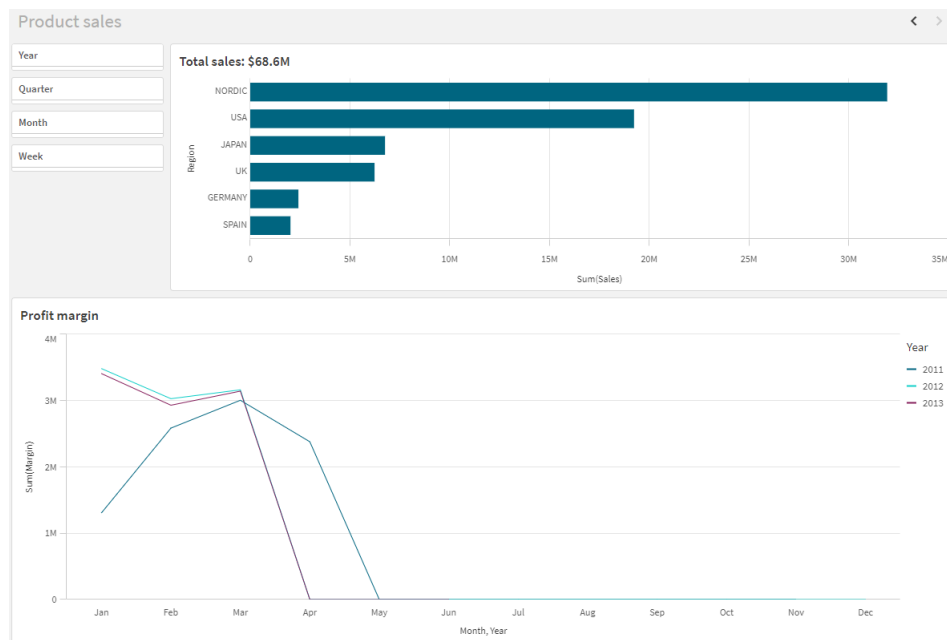 Product sales
Year
Quarter
Month
Week
Total sales: $68.6M
Region
NORDIC
USA
JAPAN
UK
GERMANY
SPAIN
0 5M 10M 15M 20M 25M 30M 35M
Sum(Sales)
Profit margin
Sum(Margin)
4M
3M
2M
1M
0
Jan Feb Mar Apr May Jun Jul Aug Sep Oct Nov Dec
Month, Year
Year
2011
2012
2013